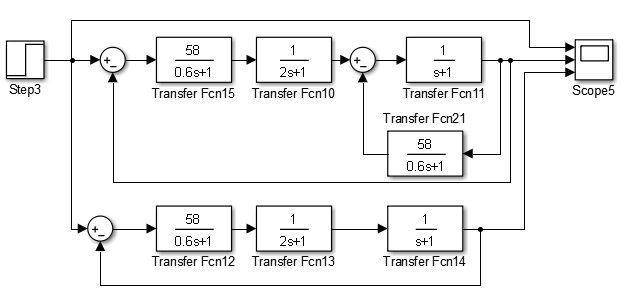 58
0.6s+1
1
2s+1
1
s+1
Step3
Transfer Fcn15
Transfer Fcn10
Transfer Fcn11
Scope5
Transfer Fcn21
58
0.6s+1
58
0.6s+1
1
2s+1
1
s+1
Transfer Fcn12
Transfer Fcn13
Transfer Fcn14